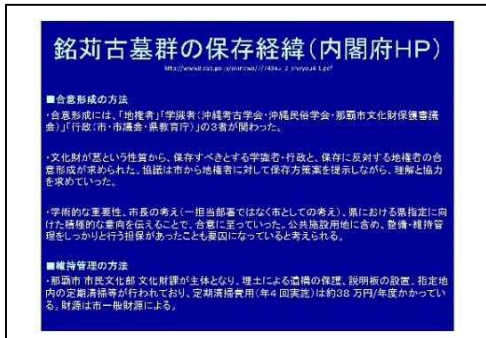 銘苅古墓群の保存経緯(内閣府HP)
■合意形成の方法
・合意形成には、「地権者」「学識者(沖縄考古学会・沖縄民俗学会・那覇市文化財保護審議
会)」「行政(市・市議会・県教育庁)」の3者が関わった。
・文化財が墓という性質から、保存すべきとする学識者・行政と、保存に反対する地権者の合
意形成が求められた。協議は市から地権者に対して保存方策案を提示しながら、理解と協力
を求めていった。
・学術的な重要性、市長の考え(一担当部署ではなく市としての考え)、県における県指定に向
けた積極的な意向を伝えることで、合意に至っていった。公共施設用地に含め、整備・維持管
理をしっかりと行う担保があったことも要因になっていると考えられる。
■維持管理の方法
・那覇市 市民文化部 文化財課が主体となり、埋土による遺構の保護、説明板の設置、指定地
内の定期清掃等が行われており、定期清掃費用(年4回実施)は約38万円/年度かかってい
る。財源は市一般財源による。